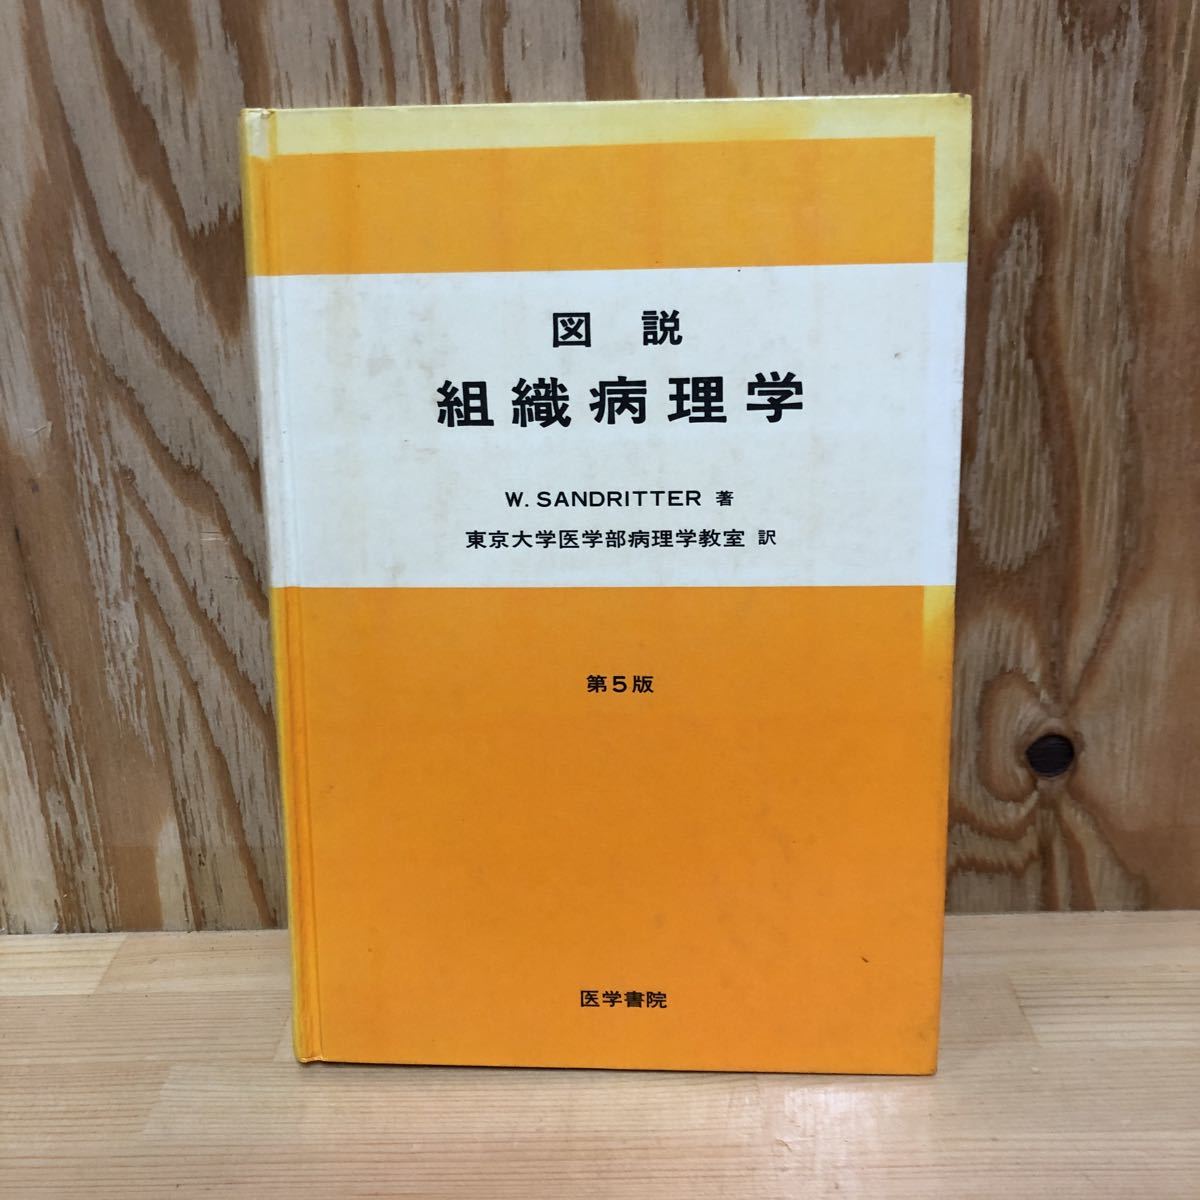 図 説
組織病理学
W. SANDRITTER 著
東京大学医学部病理学教室 訳
第5版
医学書院